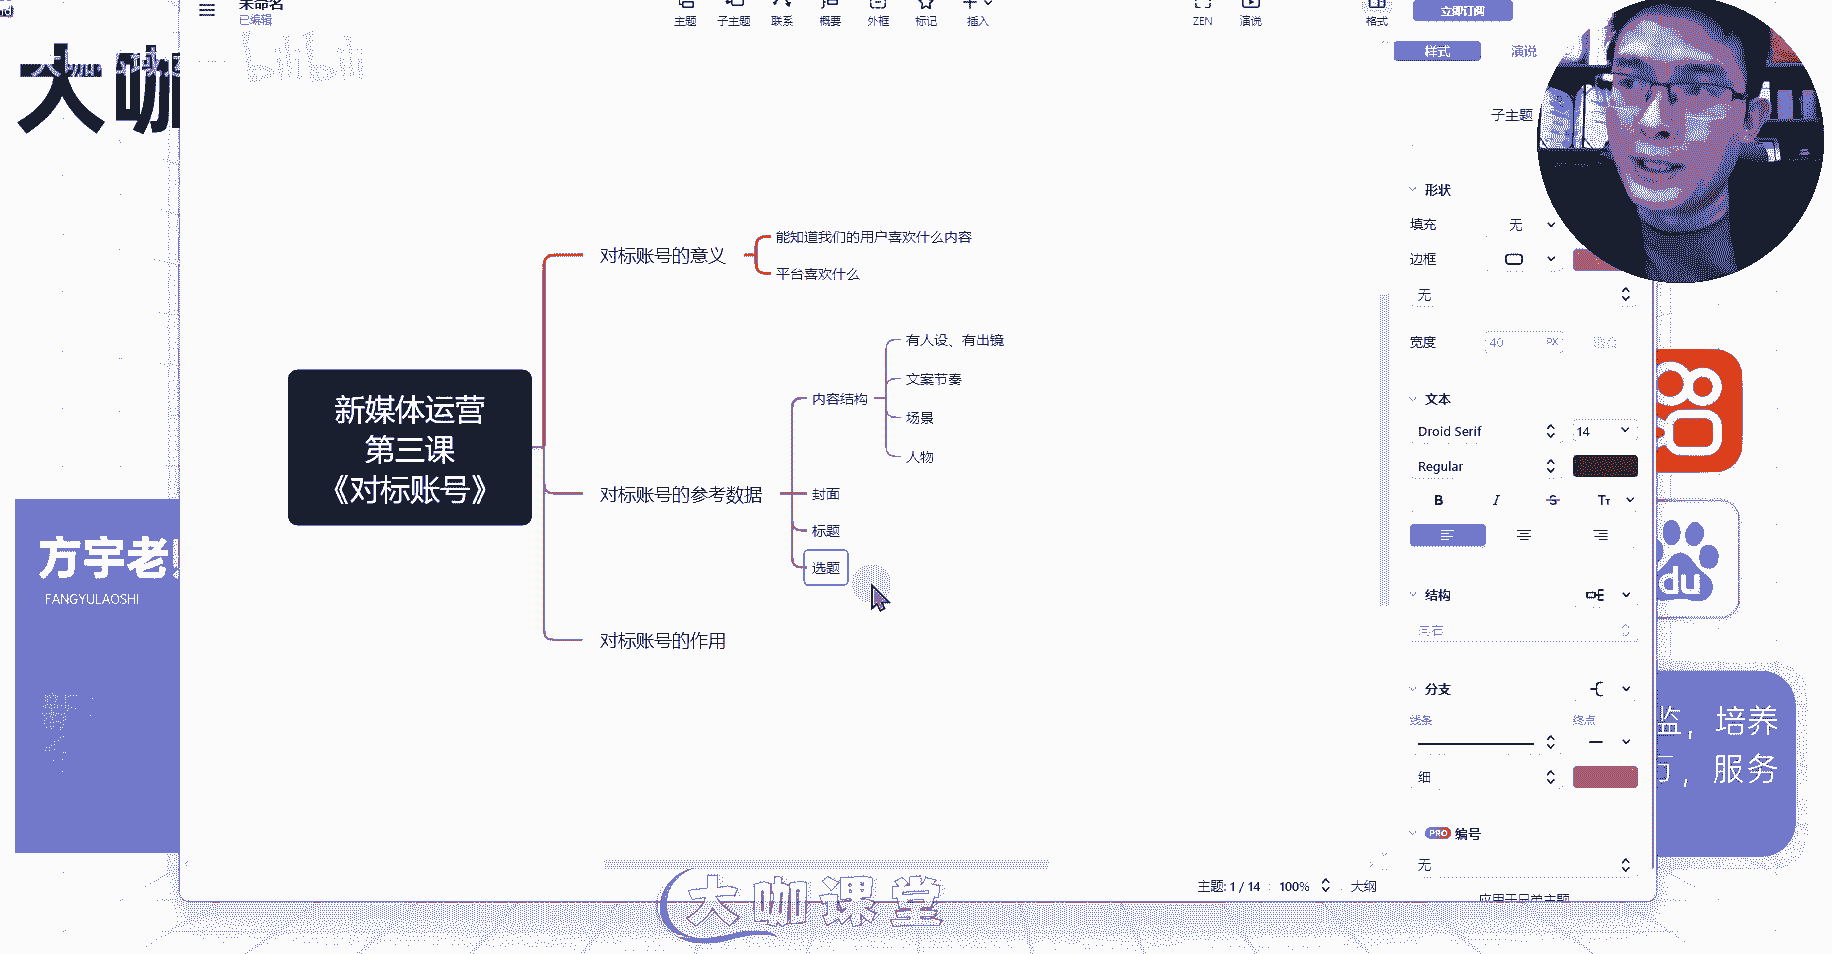 未命名
已编辑
主题
子主题
联系
概要
外框
标记
插入
ZEN
演说
格式
立即订阅
bilibili
大咖
样式
演说
子主题
形状
填充
无
边框
无
宽度
40
PX
文本
Droid Serif
14
Regular
B
I
S
Tт
结构
分支
线条
终点
细
PRO
编号
无
新媒体运营
第三课
《对标账号》
对标账号的意义
能知道我们的用户喜欢什么内容
平台喜欢什么
对标账号的参考数据
内容结构
有人设、有出镜
文案节奏
场景
人物
封面
标题
选题
对标账号的作用
方宇老
FANGYULAOSHI
du
监，培养
，服务
主题: 1 / 14
100%
大纲
大咖课堂